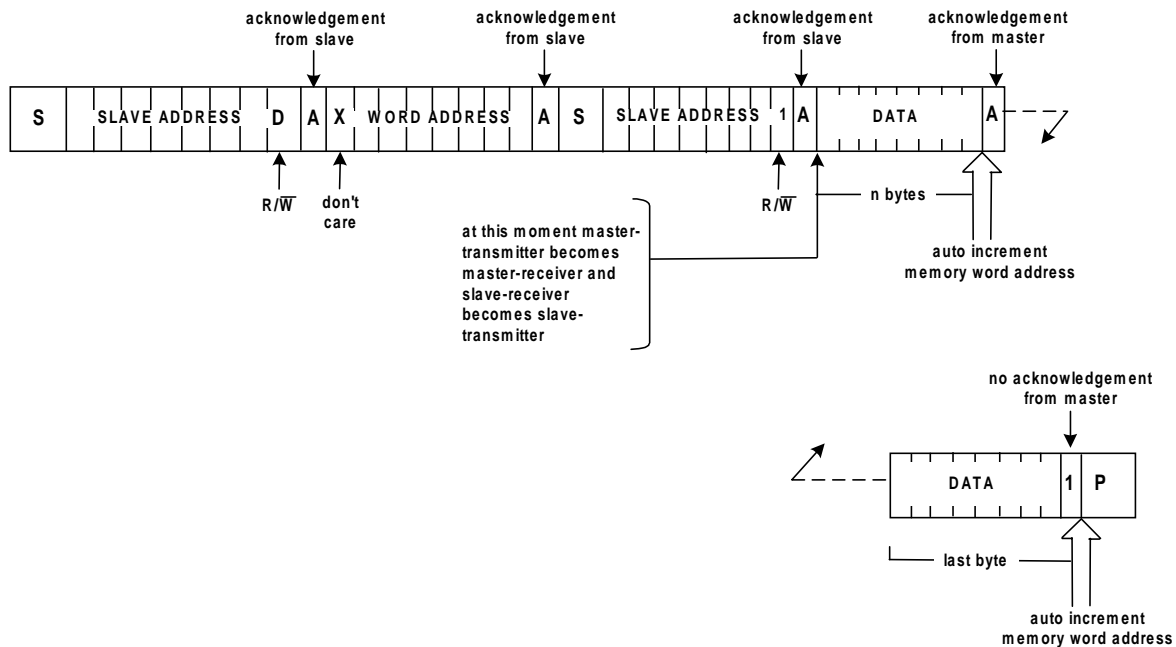 acknowledgement
from slave
acknowledgement
from slave
acknowledgement
from slave
acknowledgement
from master
S SLAVE ADDRESS D A X WORD ADDRESS A S SLAVE ADDRESS 1 A DATA A
R/W̅
don't
care
R/W̅
n bytes
at this moment master-
transmitter becomes
master-receiver and
slave-receiver
becomes slave-
transmitter
auto increment
memory word address
no acknowledgement
from master
DATA 1 P
last byte
auto increment
memory word address